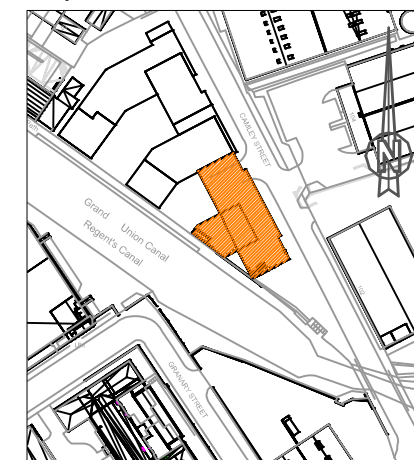 CAMLEY STREET
N
Grand Union Canal
Regent's Canal
GRANARY STREET